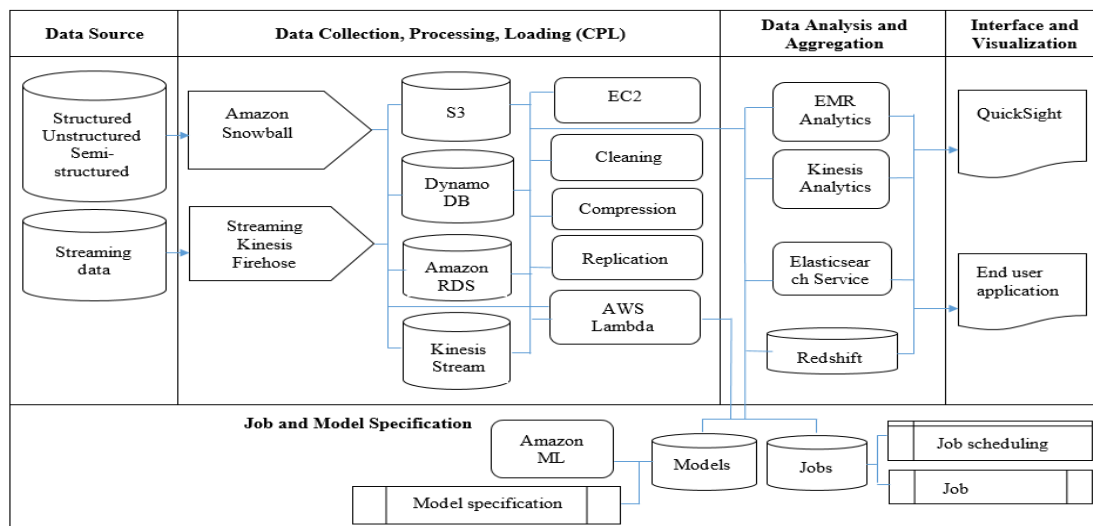 Data Source
Data Collection, Processing, Loading (CPL)
Data Analysis and
Aggregation
Interface and
Visualization
Structured
Unstructured
Semi-
structured
Streaming
data
Amazon
Snowball
Streaming
Kinesis
Firehose
S3
Dynamo
DB
Amazon
RDS
Kinesis
Stream
EC2
Cleaning
Compression
Replication
AWS
Lambda
EMR
Analytics
Kinesis
Analytics
Elasticsear
ch Service
Redshift
QuickSight
End user
application
Job and Model Specification
Amazon
ML
Model specification
Models
Jobs
Job scheduling
Job